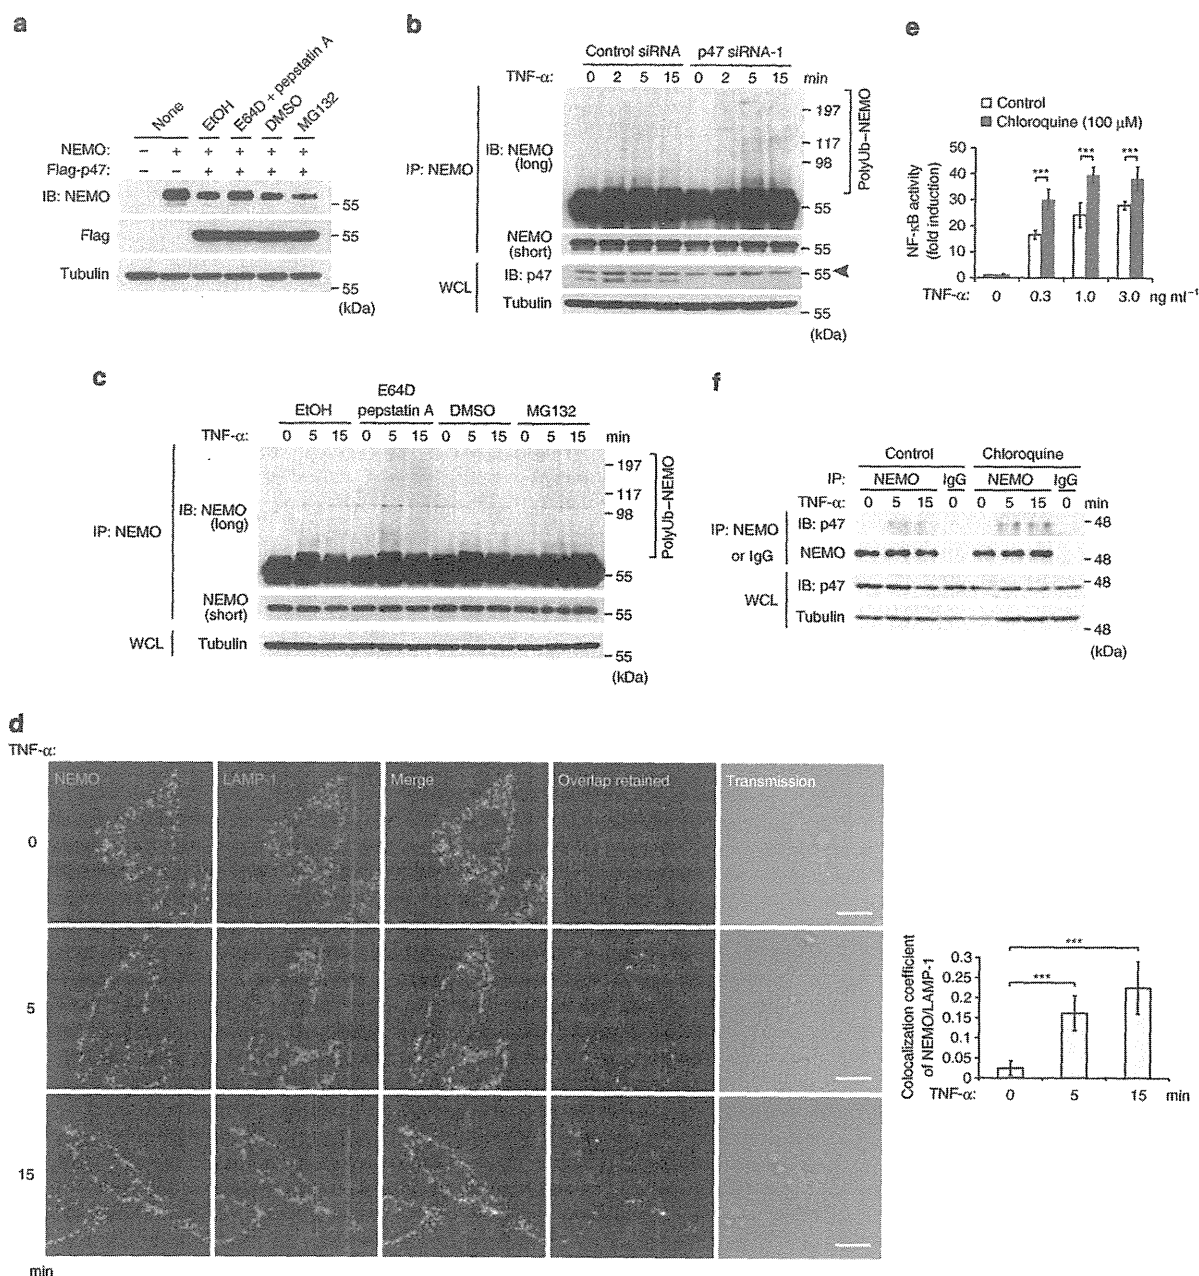 a
None
EtOH
E64D + pepstatin A
DMSO
MG132
NEMO: – + + + + +
Flag-p47: – – + + + +
IB: NEMO
55
Flag
55
Tubulin
55
(kDa)
b
Control siRNA p47 siRNA-1
TNF-α: 0 2 5 15 0 2 5 15 min
197
117
98
55
PolyUb–NEMO
IP: NEMO
IB: NEMO
(long)
NEMO
(short)
55
WCL
IB: p47
55
Tubulin
55
(kDa)
e
Control
Chloroquine (100 μM)
NF-κB activity
(fold induction)
50
40
30
20
10
0
***
***
***
TNF-α: 0 0.3 1.0 3.0 ng ml⁻¹
c
EtOH
E64D
pepstatin A
DMSO
MG132
TNF-α: 0 5 15 0 5 15 0 5 15 0 5 15 min
197
117
98
55
PolyUb–NEMO
IP: NEMO
IB: NEMO
(long)
NEMO
(short)
55
WCL
Tubulin
55
(kDa)
f
Control Chloroquine
IP: NEMO IgG NEMO IgG
TNF-α: 0 5 15 0 0 5 15 0 min
IP: NEMO
or IgG
IB: p47
48
NEMO
48
WCL
IB: p47
48
Tubulin
48
(kDa)
d
TNF-α:
NEMO LAMP-1 Merge Overlap retained Transmission
0
5
15
min
Colocalization coefficient
of NEMO/LAMP-1
0.3
0.25
0.2
0.15
0.1
0.05
0
***
***
TNF-α: 0 5 15 min